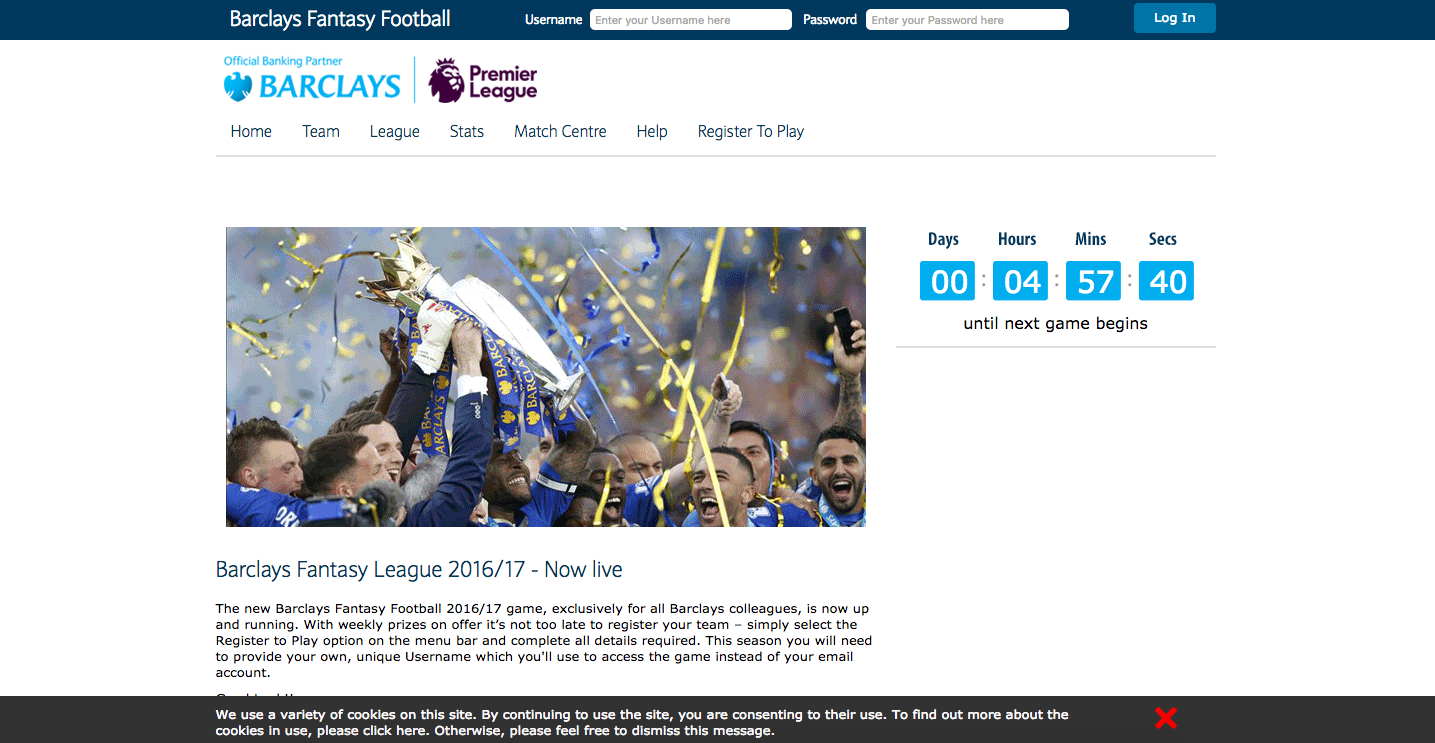 Barclays Fantasy Football
Username
Enter your Username here
Password
Enter your Password here
Log In
Official Banking Partner
BARCLAYS
Premier
League
Home
Team
League
Stats
Match Centre
Help
Register To Play
Days
Hours
Mins
Secs
00 : 04 : 57 : 40
until next game begins
BARCLAYS
BARCLAYS
BARCLAYS
Barclays Fantasy League 2016/17 - Now live
The new Barclays Fantasy Football 2016/17 game, exclusively for all Barclays colleagues, is now up
and running. With weekly prizes on offer it’s not too late to register your team – simply select the
Register to Play option on the menu bar and complete all details required. This season you will need
to provide your own, unique Username which you'll use to access the game instead of your email
account.
We use a variety of cookies on this site. By continuing to use the site, you are consenting to their use. To find out more about the
cookies in use, please click here. Otherwise, please feel free to dismiss this message.